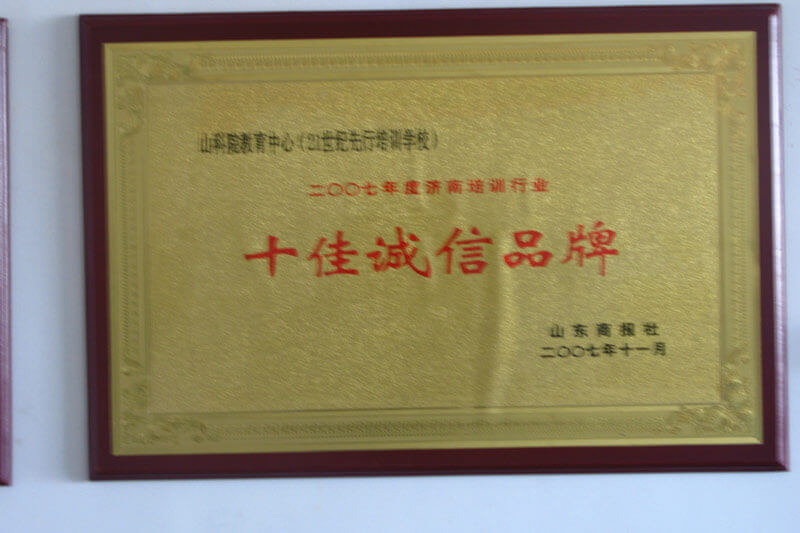 山科院教育中心（21世纪先行培训学校）
二〇〇七年度济南培训行业
十佳诚信品牌
山东商报社
二〇〇七年十一月